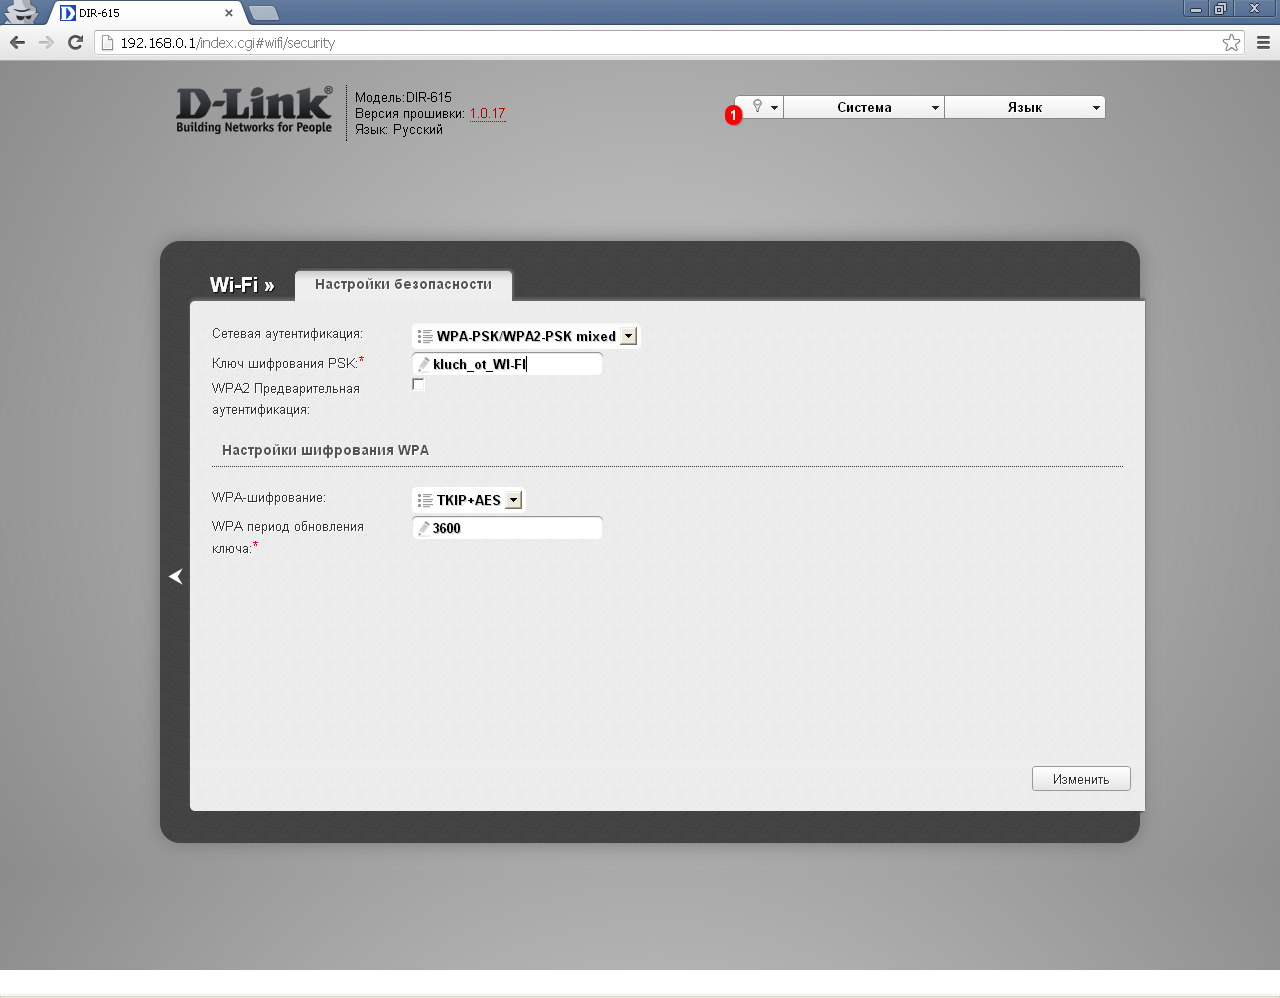 DIR-615
192.168.0.1/index.cgi#wifi/security
D-Link®
Building Networks for People
Модель:DIR-615
Версия прошивки: 1.0.17
Язык: Русский
1
Система
Язык
Wi-Fi »
Настройки безопасности
Сетевая аутентификация:
WPA-PSK/WPA2-PSK mixed
Ключ шифрования PSK:*
kluch_ot_WI-FI
WPA2 Предварительная
аутентификация:
Настройки шифрования WPA
WPA-шифрование:
TKIP+AES
WPA период обновления
ключа:*
3600
Изменить